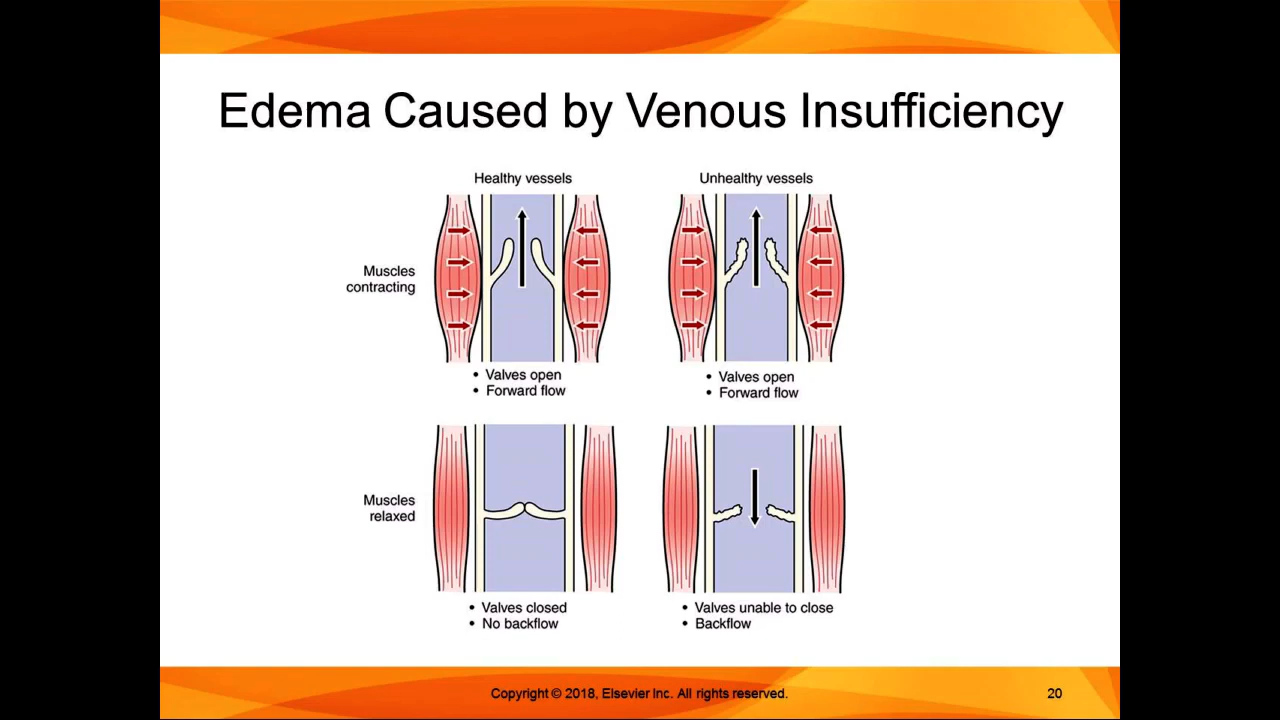 Edema Caused by Venous Insufficiency
Healthy vessels
Unhealthy vessels
Muscles
contracting
• Valves open
• Forward flow
• Valves open
• Forward flow
Muscles
relaxed
• Valves closed
• No backflow
• Valves unable to close
• Backflow
Copyright © 2018, Elsevier Inc. All rights reserved.
20